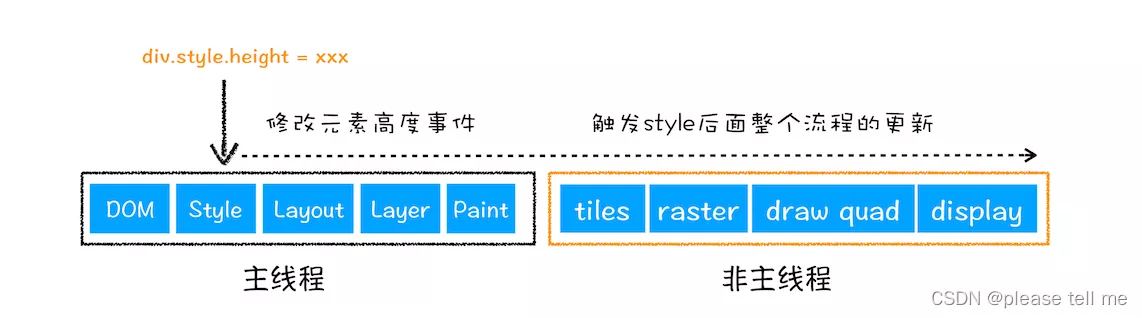 div.style.height = xxx
修改元素高度事件
触发style后面整个流程的更新
DOM Style Layout Layer Paint tiles raster draw quad display
主线程 非主线程
CSDN @please tell me